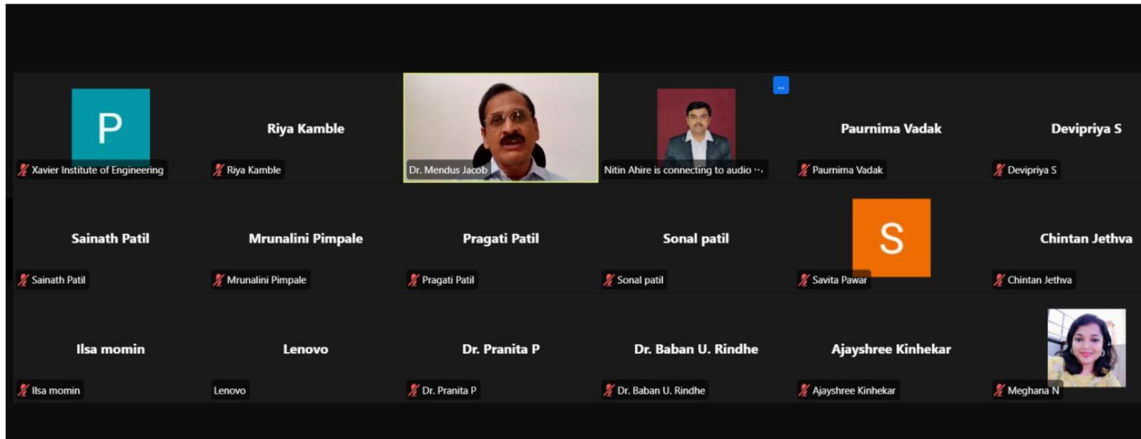 P
Xavier Institute of Engineering
Riya Kamble
Riya Kamble
Dr. Mendus Jacob
...
Nitin Ahire is connecting to audio ...
Paurnima Vadak
Paurnima Vadak
Devipriya S
Devipriya S
Sainath Patil
Sainath Patil
Mrunalini Pimpale
Mrunalini Pimpale
Pragati Patil
Pragati Patil
Sonal patil
Sonal patil
S
Savita Pawar
Chintan Jethva
Chintan Jethva
Ilsa momin
Ilsa momin
Lenovo
Lenovo
Dr. Pranita P
Dr. Pranita P
Dr. Baban U. Rindhe
Dr. Baban U. Rindhe
Ajayshree Kinhekar
Ajayshree Kinhekar
Meghana N